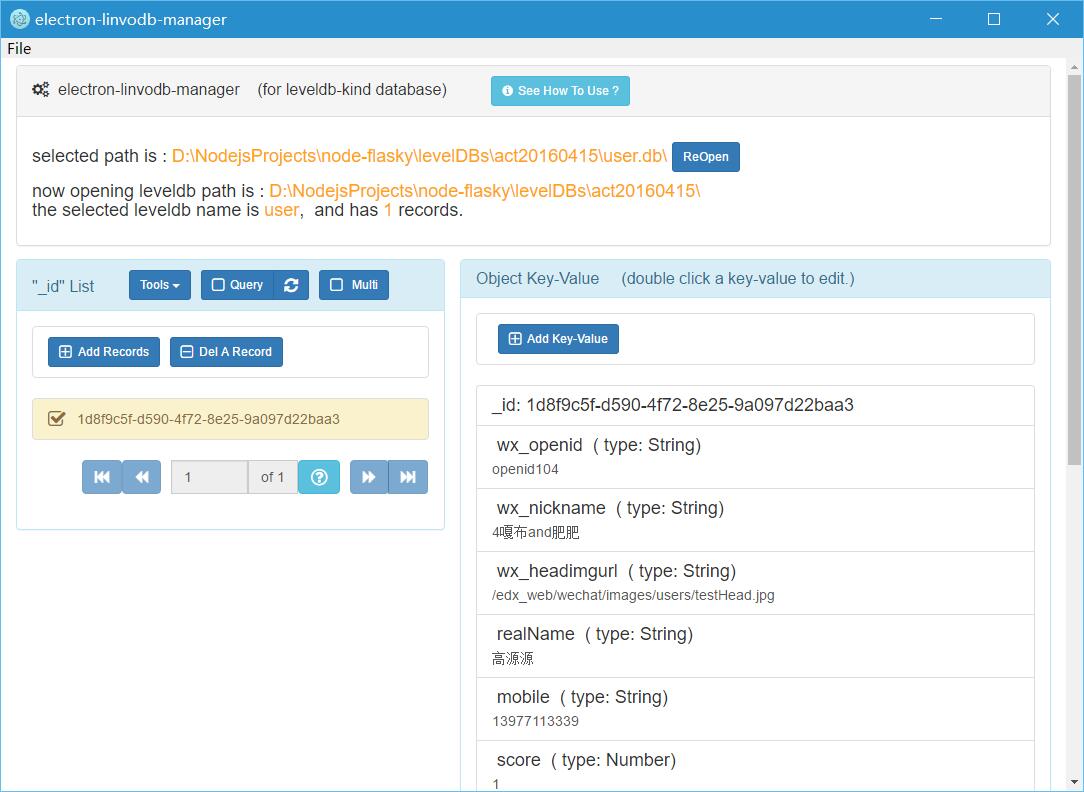 electron-linvodb-manager
File
electron-linvodb-manager (for leveldb-kind database) See How To Use ?
selected path is : D:\NodejsProjects\node-flasky\levelDBs\act20160415\user.db\ ReOpen
now opening leveldb path is : D:\NodejsProjects\node-flasky\levelDBs\act20160415\
the selected leveldb name is user, and has 1 records.
"_id" List Tools Query Multi
Add Records Del A Record
1d8f9c5f-d590-4f72-8e25-9a097d22baa3
1 of 1
Object Key-Value (double click a key-value to edit.)
Add Key-Value
_id: 1d8f9c5f-d590-4f72-8e25-9a097d22baa3
wx_openid ( type: String)
openid104
wx_nickname ( type: String)
4嘎布and肥肥
wx_headimgurl ( type: String)
/edx_web/wechat/images/users/testHead.jpg
realName ( type: String)
高源源
mobile ( type: String)
13977113339
score ( type: Number)
1